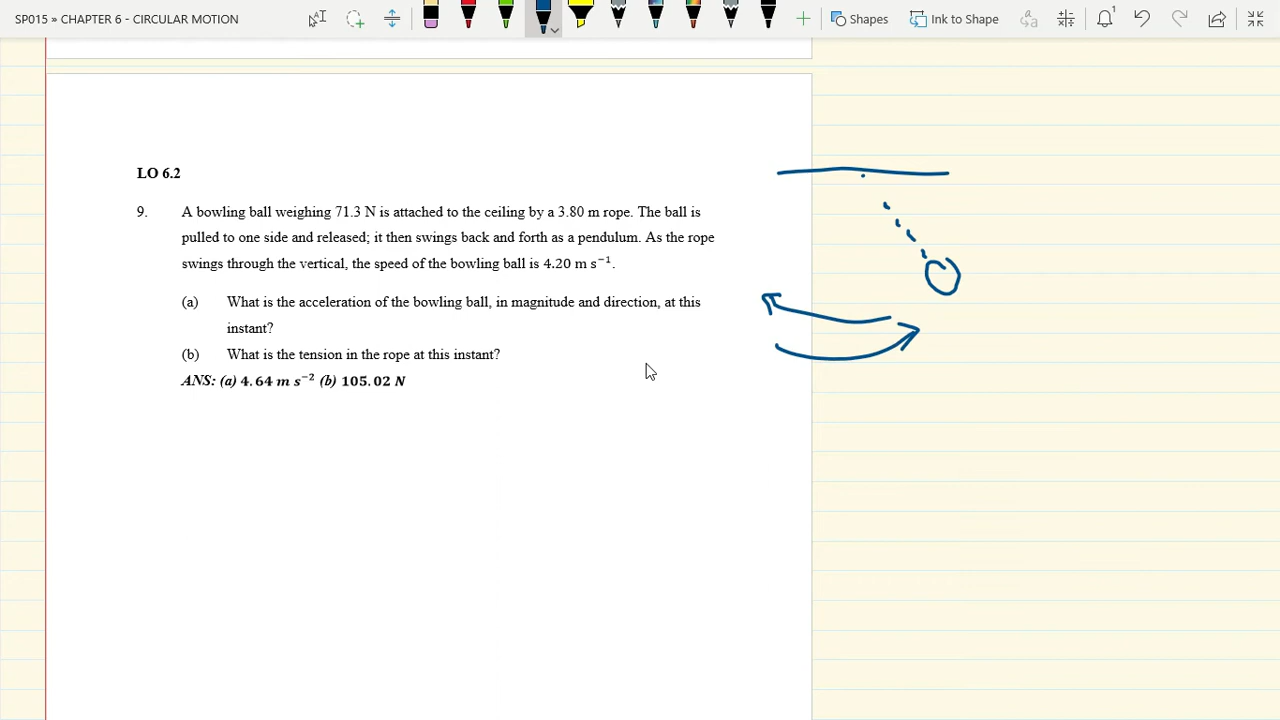 SP015 » CHAPTER 6 - CIRCULAR MOTION
Shapes
Ink to Shape
1
LO 6.2
9. A bowling ball weighing 71.3 N is attached to the ceiling by a 3.80 m rope. The ball is
pulled to one side and released; it then swings back and forth as a pendulum. As the rope
swings through the vertical, the speed of the bowling ball is 4.20 m s⁻¹.
(a) What is the acceleration of the bowling ball, in magnitude and direction, at this
instant?
(b) What is the tension in the rope at this instant?
ANS: (a) 4.64 m s⁻² (b) 105.02 N